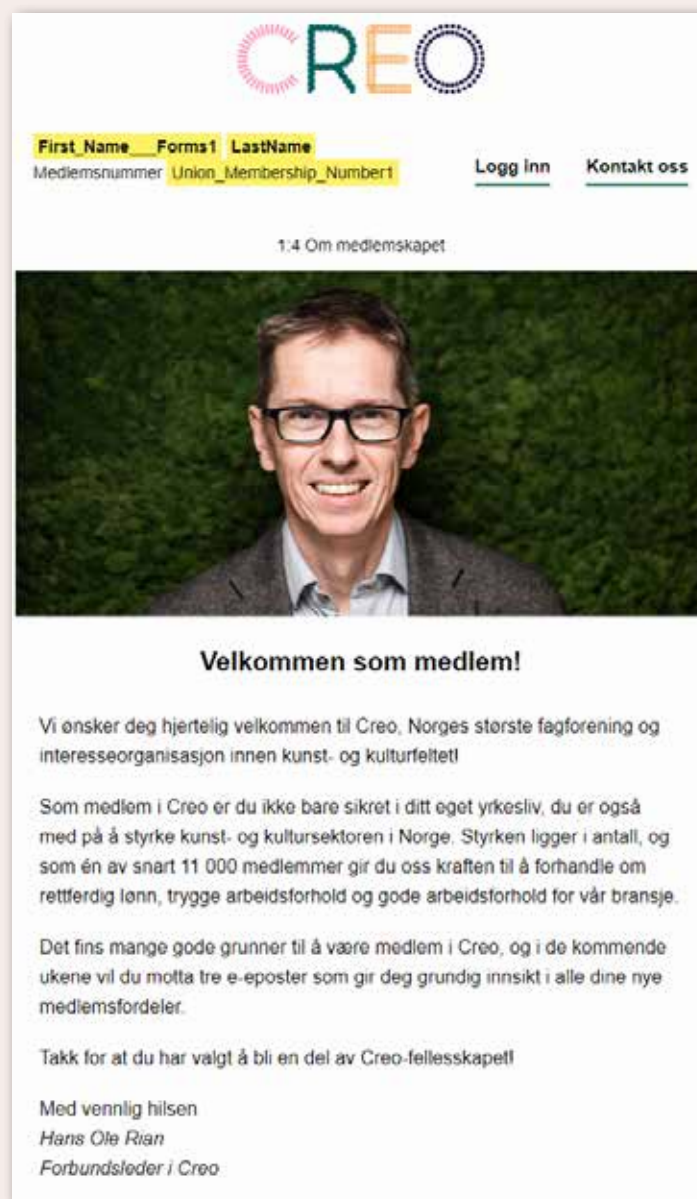 CREO
First_Name___Forms1 LastName
Medlemsnummer Union_Membership_Number1
Logg inn Kontakt oss
1:4 Om medlemskapet
Velkommen som medlem!
Vi ønsker deg hjertelig velkommen til Creo, Norges største fagforening og
interesseorganisasjon innen kunst- og kulturfeltet!
Som medlem i Creo er du ikke bare sikret i ditt eget yrkesliv, du er også
med på å styrke kunst- og kultursektoren i Norge. Styrken ligger i antall, og
som én av snart 11 000 medlemmer gir du oss kraften til å forhandle om
rettferdig lønn, trygge arbeidsforhold og gode arbeidsforhold for vår bransje.
Det fins mange gode grunner til å være medlem i Creo, og i de kommende
ukene vil du motta tre e-eposter som gir deg grundig innsikt i alle dine nye
medlemsfordeler.
Takk for at du har valgt å bli en del av Creo-fellesskapet!
Med vennlig hilsen
Hans Ole Rian
Forbundsleder i Creo